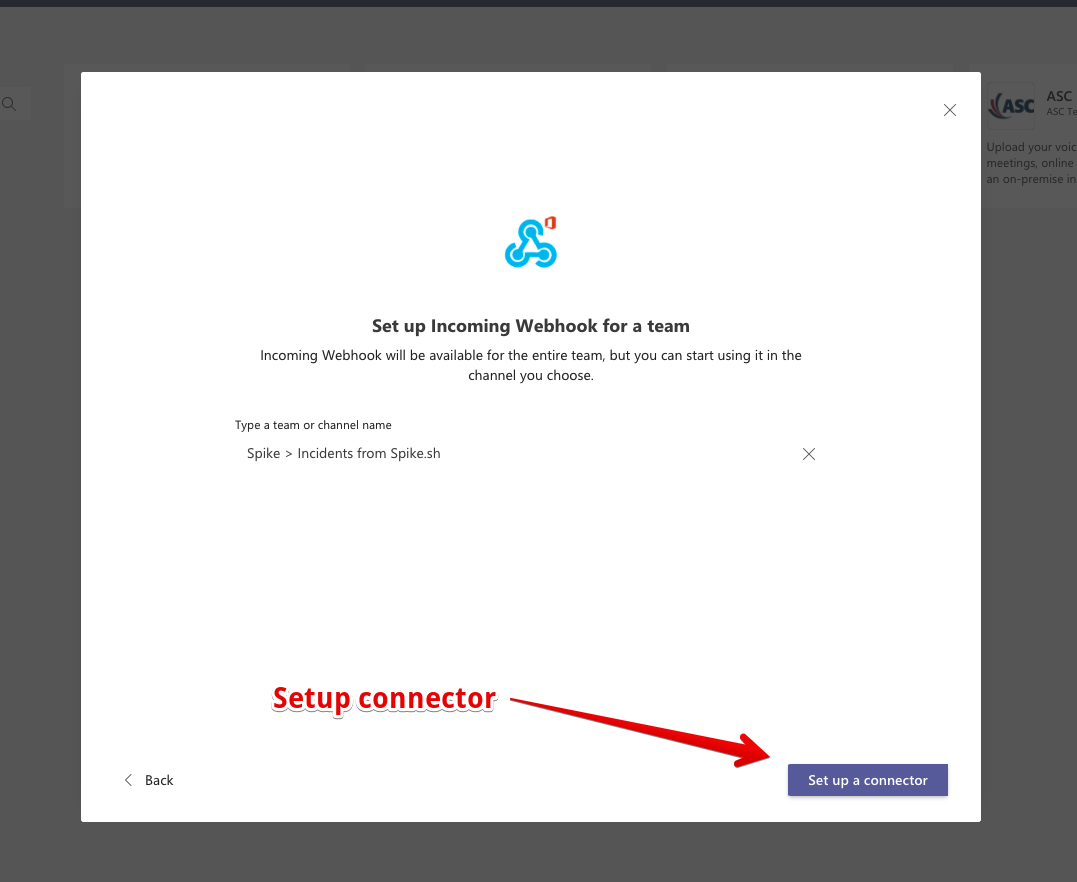 ASC
ASC
ASC Te
Upload your voic
meetings, online
an on-premise in
Set up Incoming Webhook for a team
Incoming Webhook will be available for the entire team, but you can start using it in the
channel you choose.
Type a team or channel name
Spike > Incidents from Spike.sh
Setup connector
Back
Set up a connector